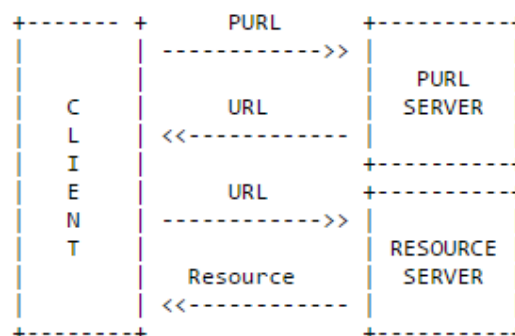 PURL
PURL
C URL SERVER
L
I
E URL
N
T RESOURCE
Resource SERVER